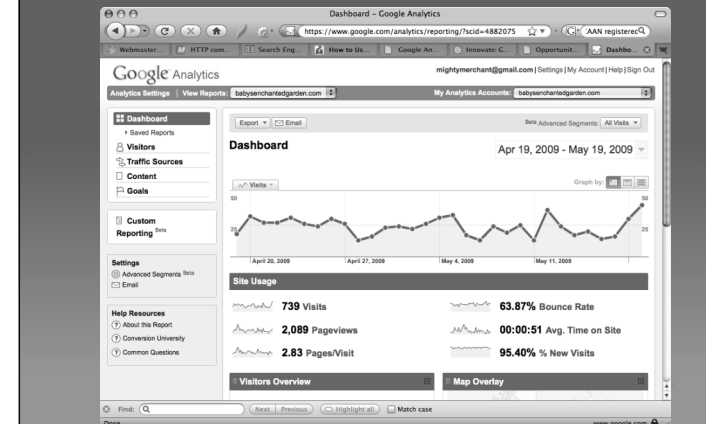 Dashboard – Google Analytics
https://www.google.com/analytics/reporting/?scid=4882075
AAN registerec
Webmaster...
HTTP com...
Search Eng...
How to Us...
Google An...
Innovate: G...
Opportunit...
Dashbo...
Google Analytics
mightymerchant@gmail.com | Settings | My Account | Help | Sign Out
Analytics Settings | View Reports: babysenchantedgarden.com
My Analytics Accounts: babysenchantedgarden.com
Dashboard
Saved Reports
Visitors
Traffic Sources
Content
Goals
Custom
Reporting Beta
Settings
Advanced Segments Beta
Email
Help Resources
? About this Report
? Conversion University
? Common Questions
Export Email
Beta Advanced Segments: All Visits
Dashboard
Apr 19, 2009 - May 19, 2009
Visits
Graph by:
50 50
25 25
April 20, 2009 April 27, 2009 May 4, 2009 May 11, 2009
Site Usage
739 Visits
63.87% Bounce Rate
2,089 Pageviews
00:00:51 Avg. Time on Site
2.83 Pages/Visit
95.40% % New Visits
Visitors Overview
Map Overlay
Find:
Next Previous Highlight all Match case
Done
www.google.com